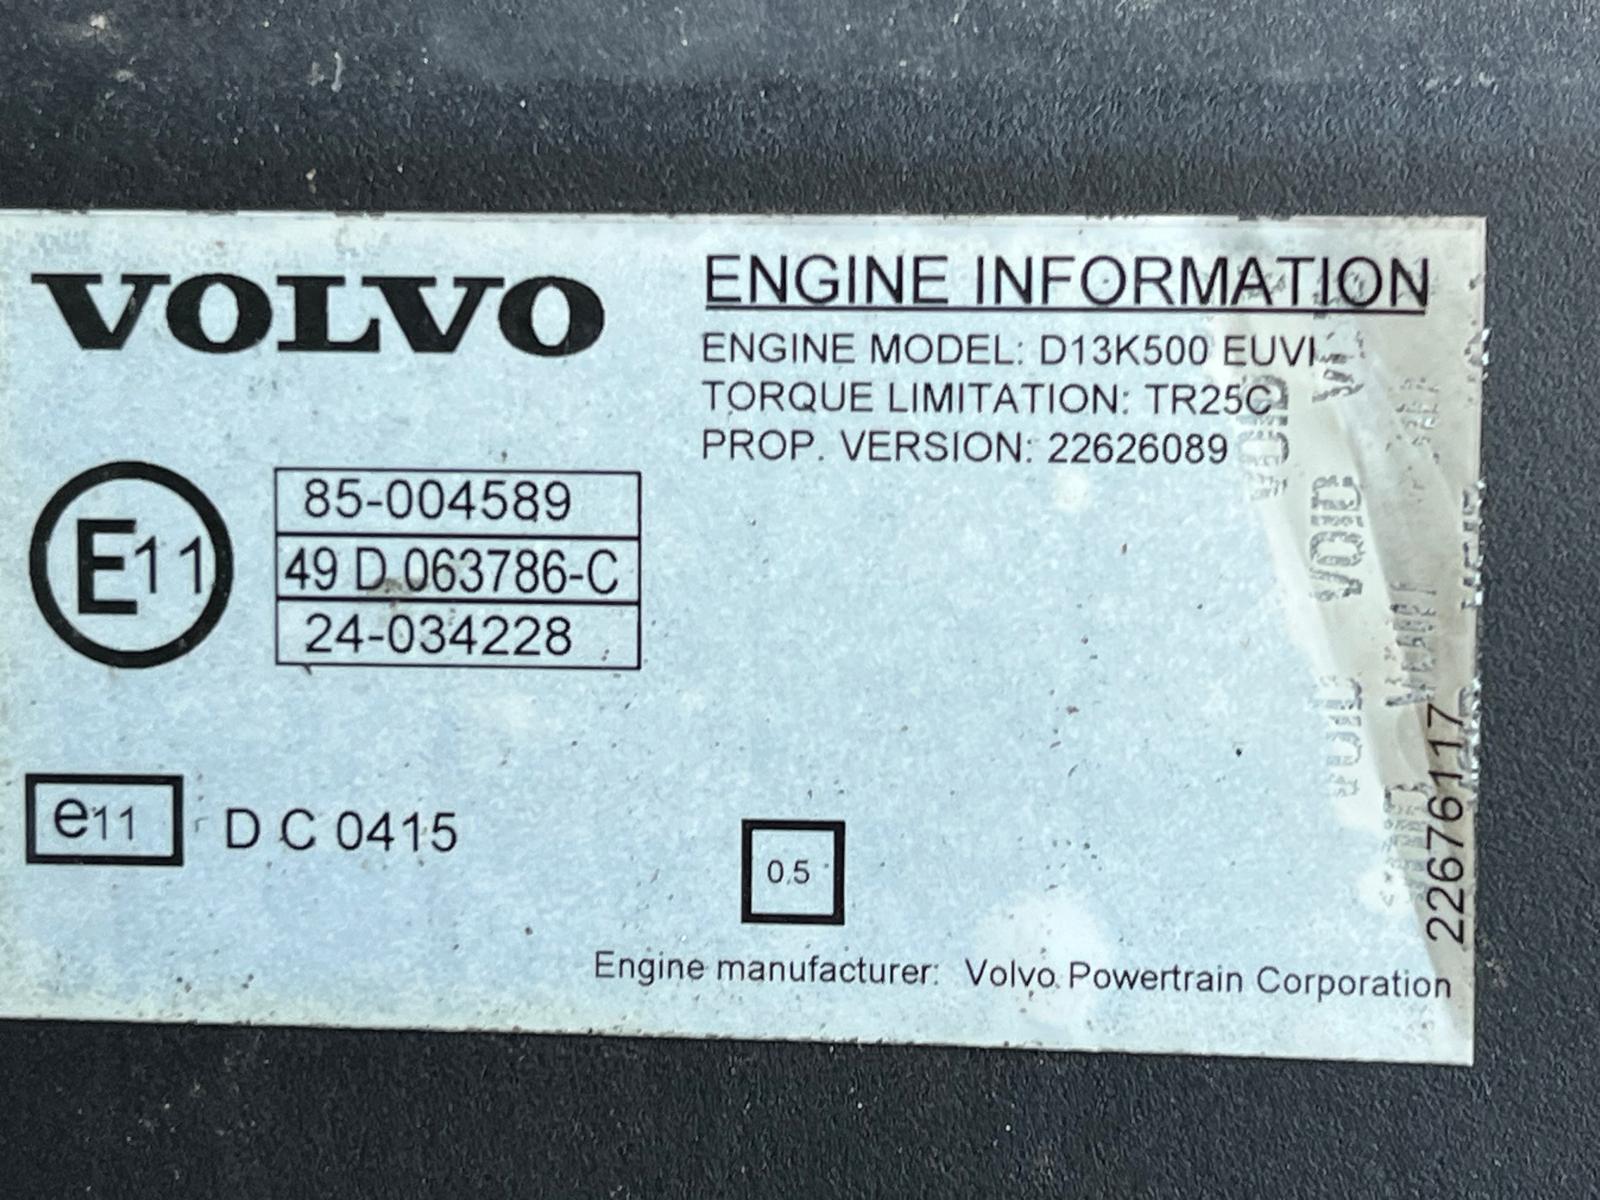 VOLVO
ENGINE INFORMATION
ENGINE MODEL: D13K500 EUVI
TORQUE LIMITATION: TR25C
PROP. VERSION: 22626089
E11
85-004589
49 D 063786-C
24-034228
e11 D C 0415
0.5
22676117
Engine manufacturer: Volvo Powertrain Corporation